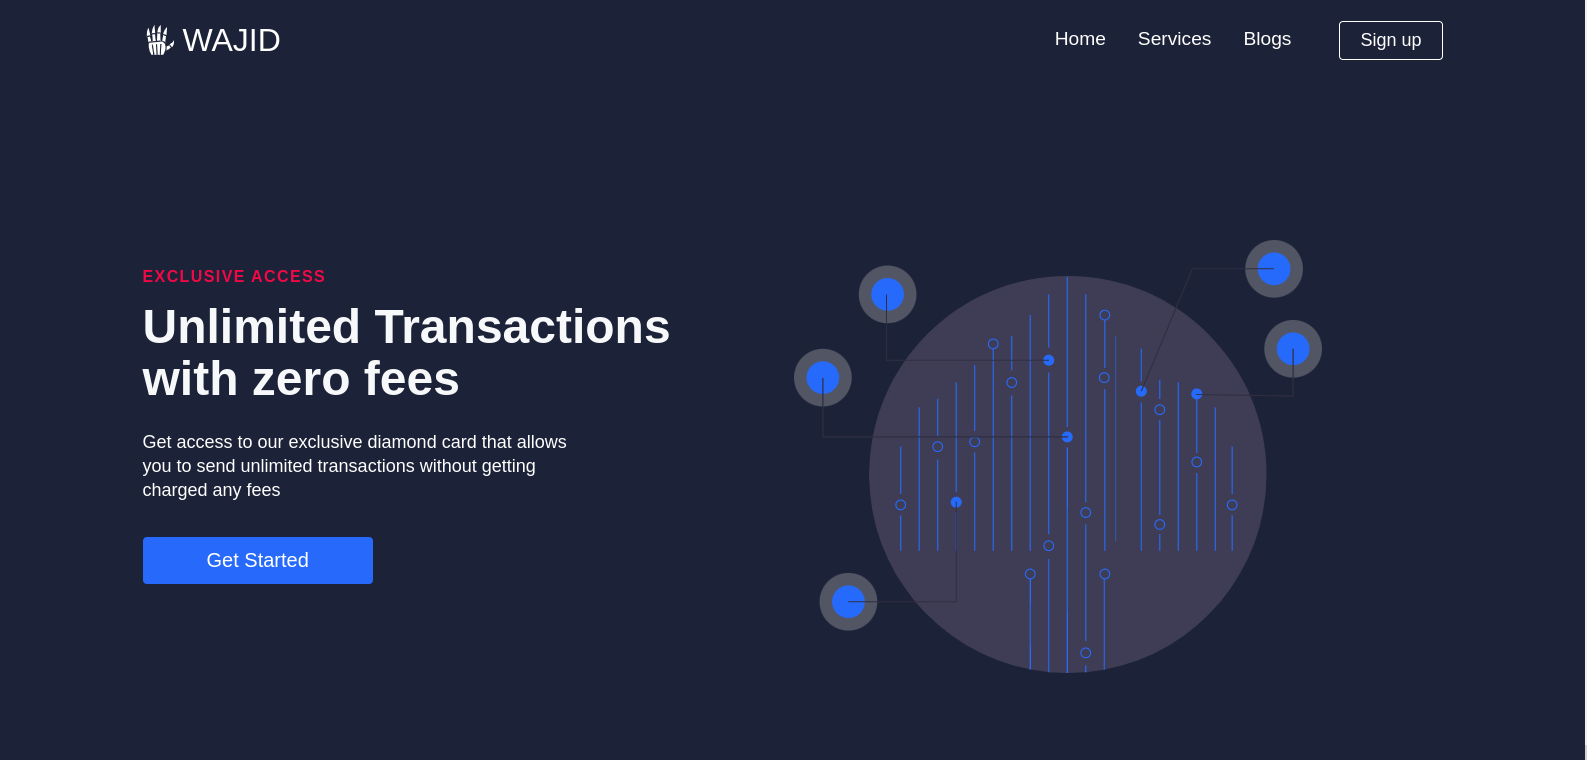 WAJID
Home
Services
Blogs
Sign up
EXCLUSIVE ACCESS
Unlimited Transactions
with zero fees
Get access to our exclusive diamond card that allows
you to send unlimited transactions without getting
charged any fees
Get Started